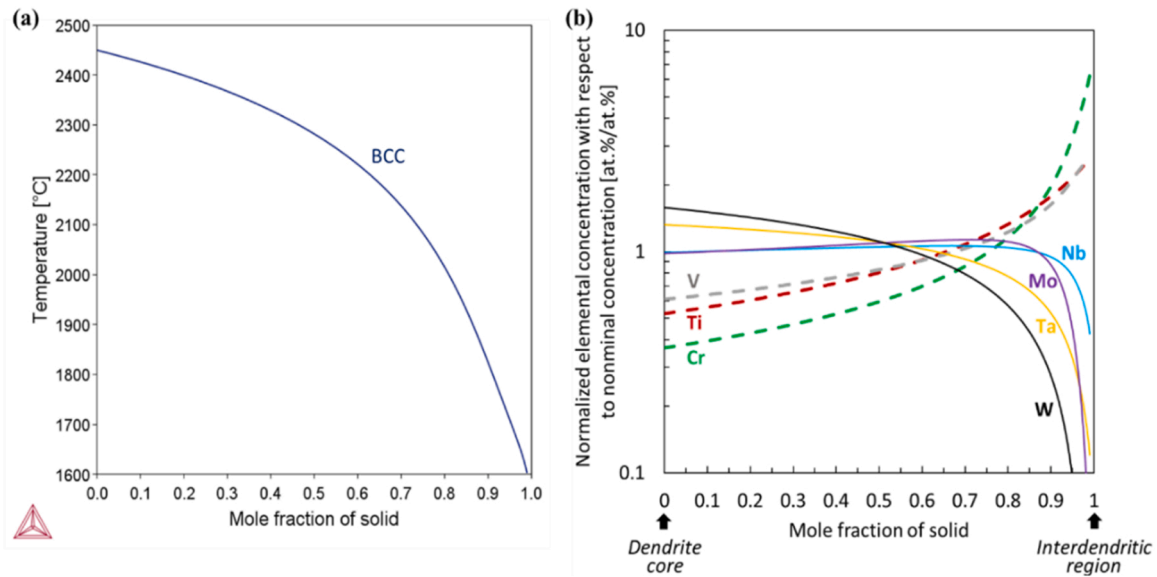 (a)
2500
2400
2300
2200
2100
2000
1900
1800
1700
1600
Temperature [°C]
BCC
0.0 0.1 0.2 0.3 0.4 0.5 0.6 0.7 0.8 0.9 1.0
Mole fraction of solid
(b)
Normalized elemental concentration with respect
to nonminal concentration [at.%/at.%]
10
1
0.1
V
Ti
Cr
Nb
Mo
Ta
W
0 0.1 0.2 0.3 0.4 0.5 0.6 0.7 0.8 0.9 1
Mole fraction of solid
Dendrite
core
Interdendritic
region